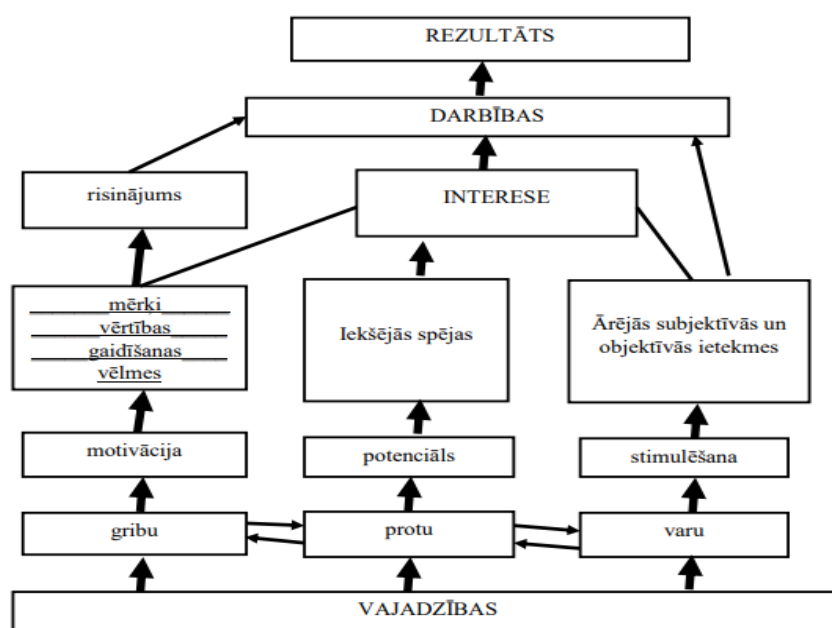 REZULTĀTS
DARBĪBAS
risinājums
INTERESE
mērķi
vērtības
gaidīšanas
vēlmes
Iekšējās spējas
Ārējās subjektīvās un
objektīvās ietekmes
motivācija
potenciāls
stimulēšana
gribu
protu
varu
VAJADZĪBAS